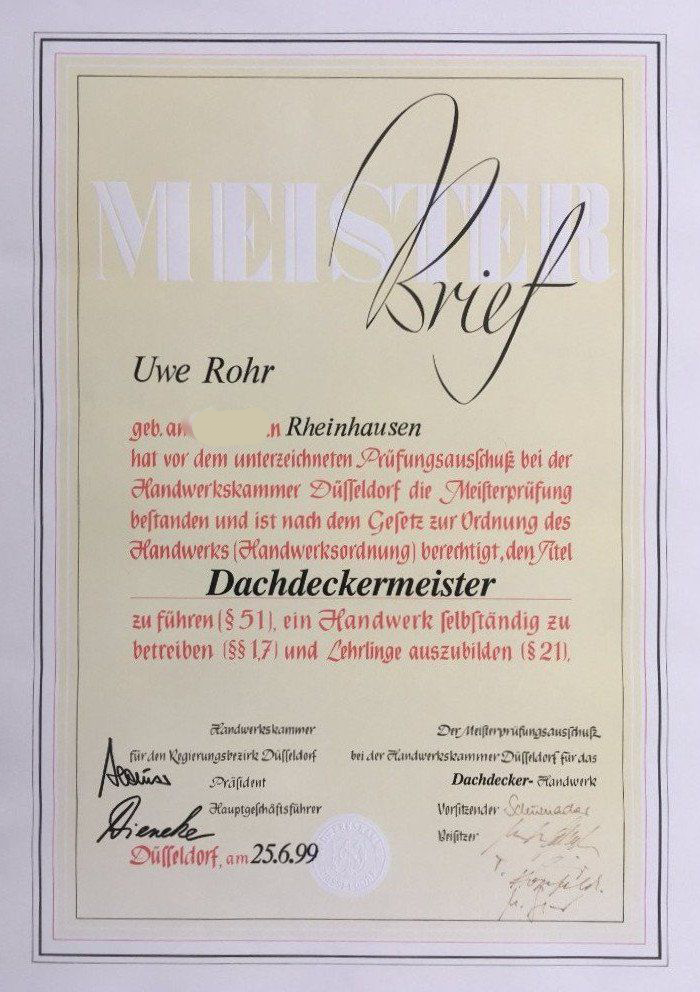 MEISTER
Brief
Uwe Rohr
geb. am n Rheinhausen
hat vor dem unterzeichneten Prüfungsausſchuß bei der
Handwerkskammer Düſſeldorf die Meiſterprüfung
beſtanden und iſt nach dem Geſetz zur Ordnung des
Handwerks (Handwerksordnung) berechtigt, den Titel
Dachdeckermeister
zu führen (§ 51), ein Handwerk ſelbſtändig zu
betreiben (§§ 1,7) und Lehrlinge auszubilden (§ 21).
Handwerkskammer
für den Regierungsbezirk Düſſeldorf
Präſident
Hauptgeſchäftsführer
Dieneke
Düſſeldorf, am 25.6.99
Der Meiſterprüfungsausſchuß
bei der Handwerkskammer Düſſeldorf für das
Dachdecker- Handwerk
Vorſitzender
Beiſitzer